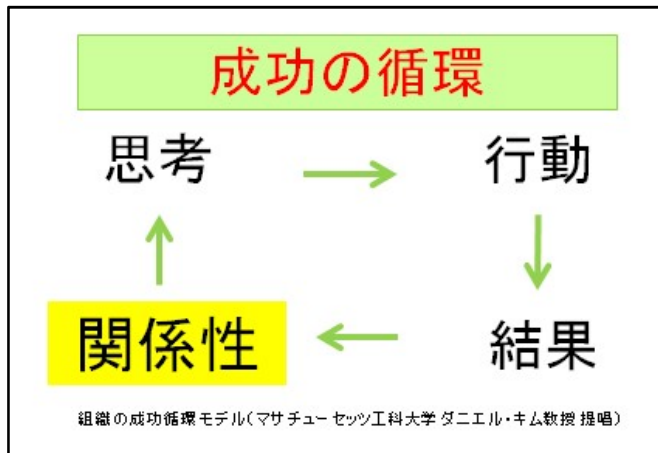 成功の循環
思考
行動
関係性
結果
組織の成功循環モデル(マサチューセッツ工科大学 ダニエル・キム教授 提唱)